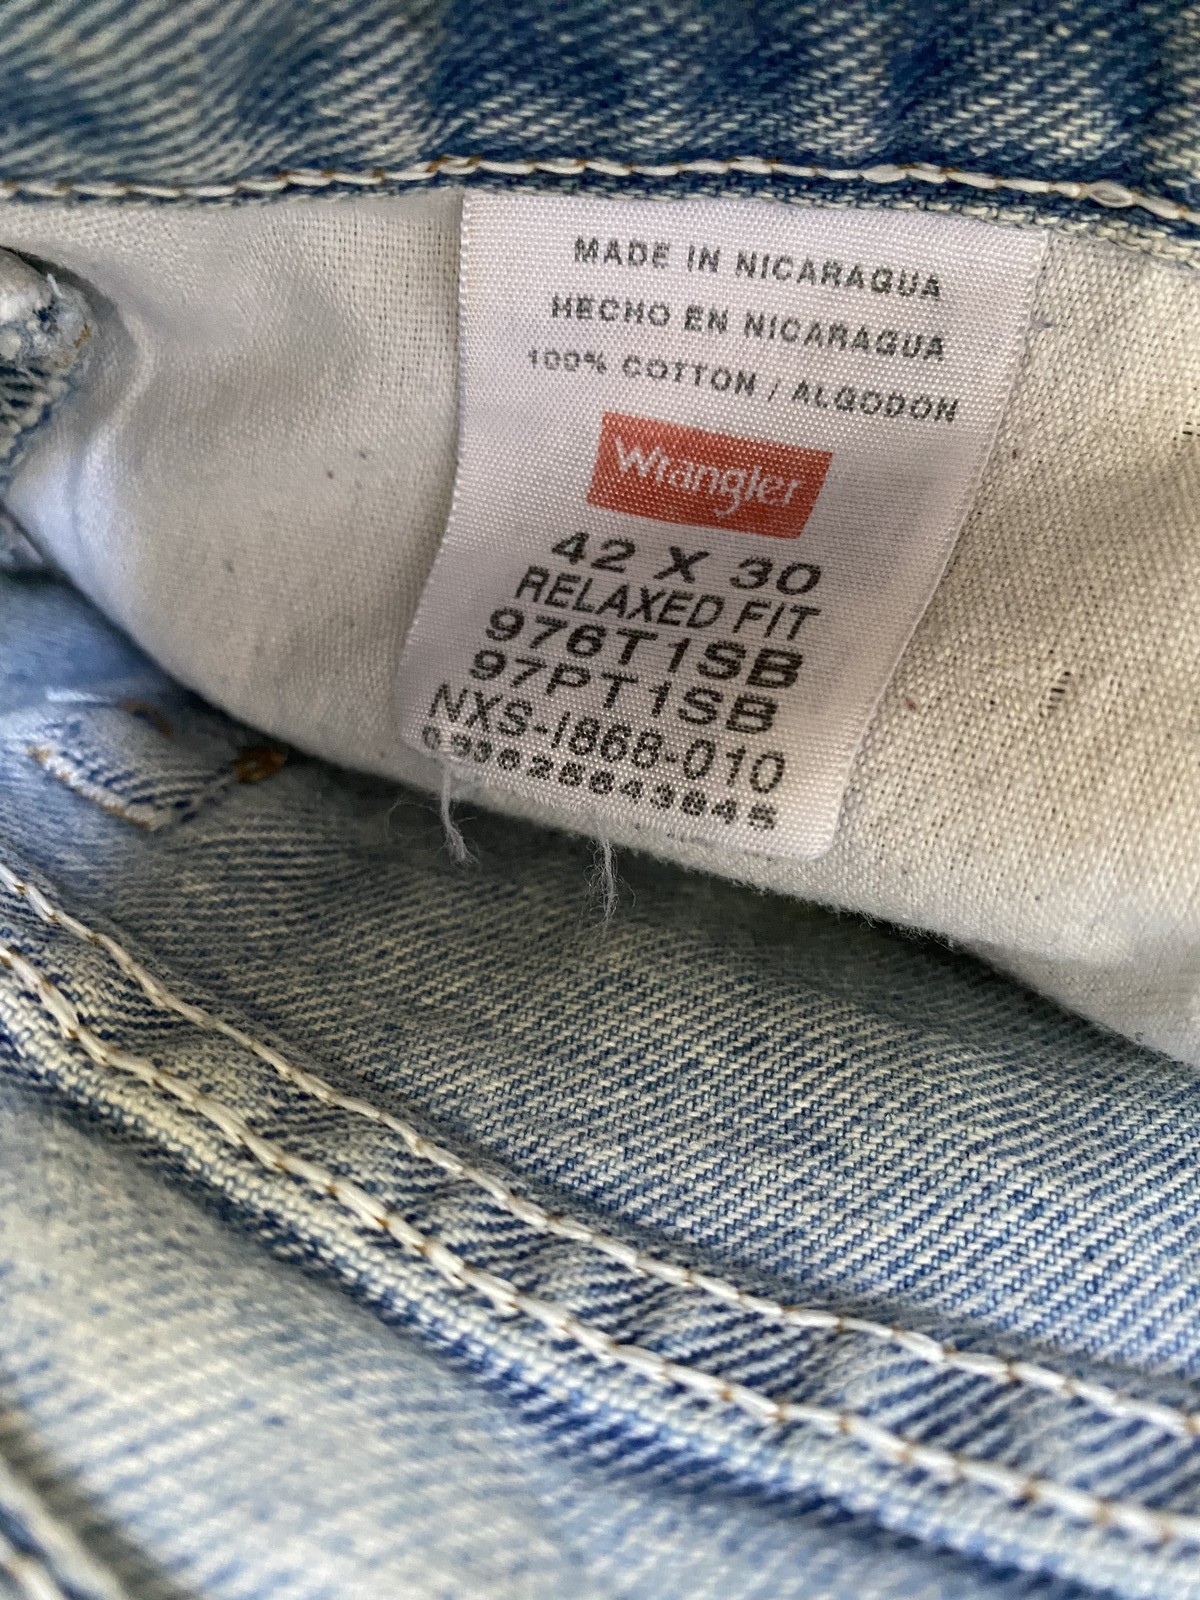 MADE IN NICARAGUA
HECHO EN NICARAGUA
100% COTTON / ALGODON
Wrangler
42 X 30
RELAXED FIT
976T1SB
97PT1SB
NXS-I868-010